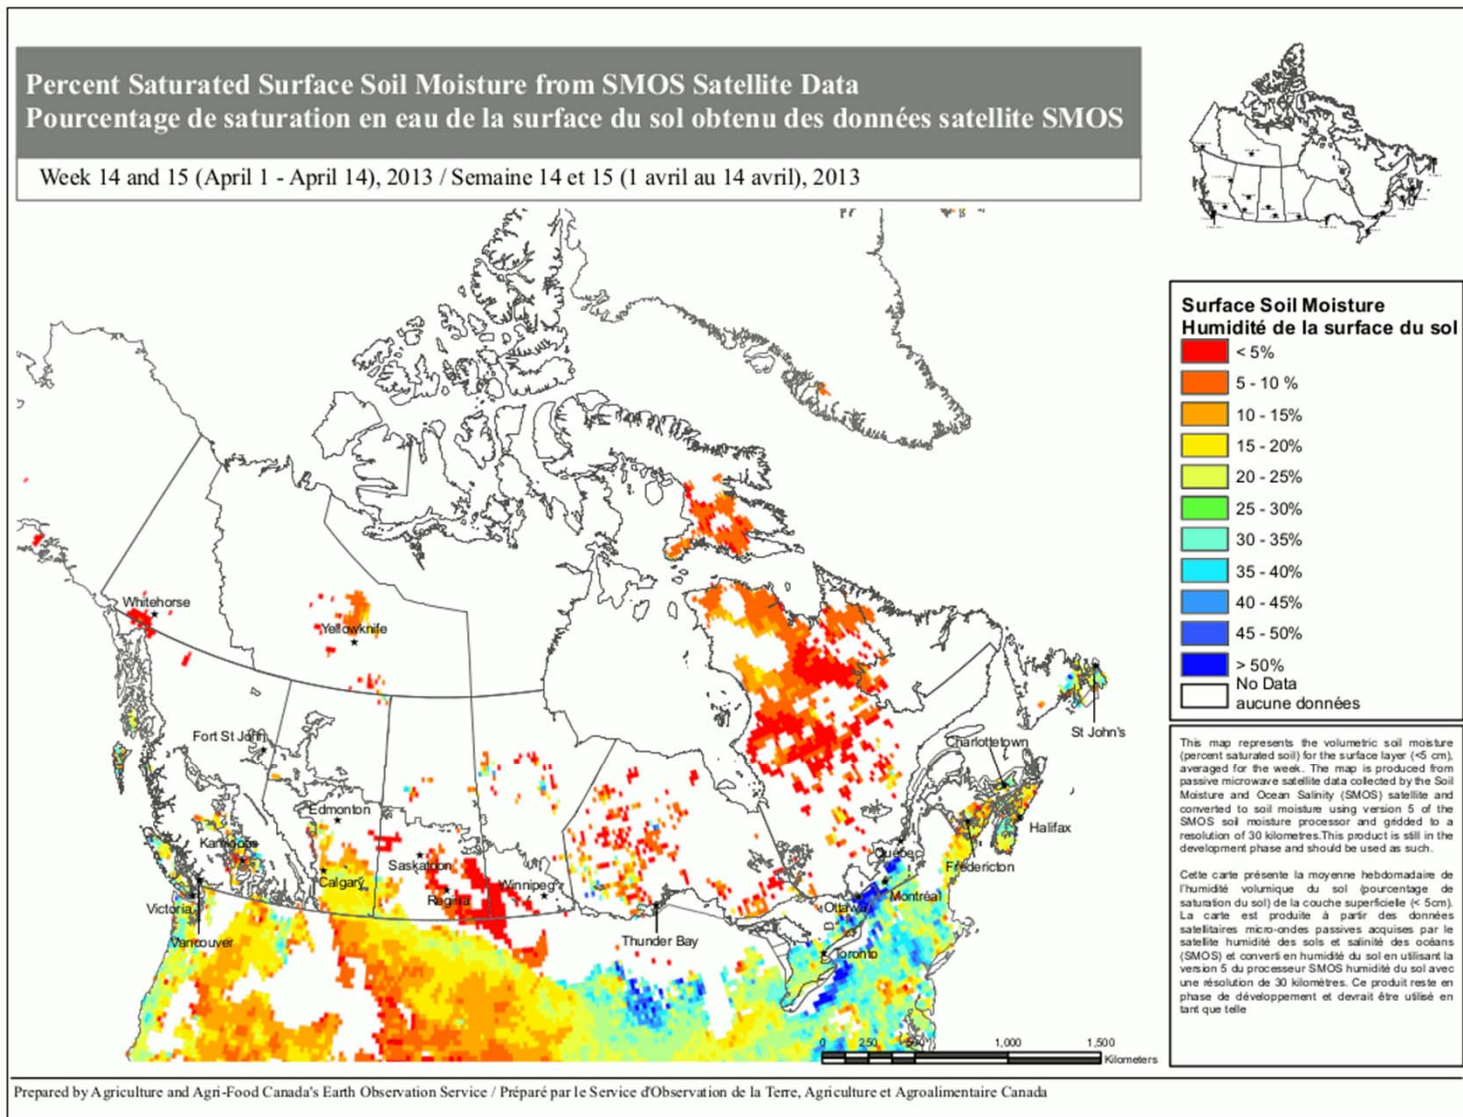 Percent Saturated Surface Soil Moisture from SMOS Satellite Data
Pourcentage de saturation en eau de la surface du sol obtenu des données satellite SMOS
Week 14 and 15 (April 1 - April 14), 2013 / Semaine 14 et 15 (1 avril au 14 avril), 2013
Surface Soil Moisture
Humidité de la surface du sol
< 5%
5 - 10 %
10 - 15%
15 - 20%
20 - 25%
25 - 30%
30 - 35%
35 - 40%
40 - 45%
45 - 50%
> 50%
No Data
aucune données
Whitehorse
Yellowknife
Fort St John
Edmonton
Kamloops
Saskatoon
Calgary
Regina
Winnipeg
Victoria
Vancouver
Thunder Bay
Ottawa
Toronto
Montréal
Québec
Fredericton
Charlottetown
Halifax
St John's
This map represents the volumetric soil moisture
(percent saturated soil) for the surface layer (<5 cm),
averaged for the week. The map is produced from
passive microwave satellite data collected by the Soil
Moisture and Ocean Salinity (SMOS) satellite and
converted to soil moisture using version 5 of the
SMOS soil moisture processor and gridded to a
resolution of 30 kilometres.This product is still in the
development phase and should be used as such.
Cette carte présente la moyenne hebdomadaire de
l'humidité volumique du sol (pourcentage de
saturation du sol) de la couche superficielle (< 5cm).
La carte est produite à partir des données
satellitaires micro-ondes passives acquises par le
satellite humidité des sols et salinité des océans
(SMOS) et converti en humidité du sol en utilisant la
version 5 du processeur SMOS humidité du sol avec
une résolution de 30 kilomètres. Ce produit reste en
phase de développement et devrait être utilisé en
tant que telle
0 250 500 1,000 1,500
Kilometers
Prepared by Agriculture and Agri-Food Canada's Earth Observation Service / Préparé par le Service d'Observation de la Terre, Agriculture et Agroalimentaire Canada